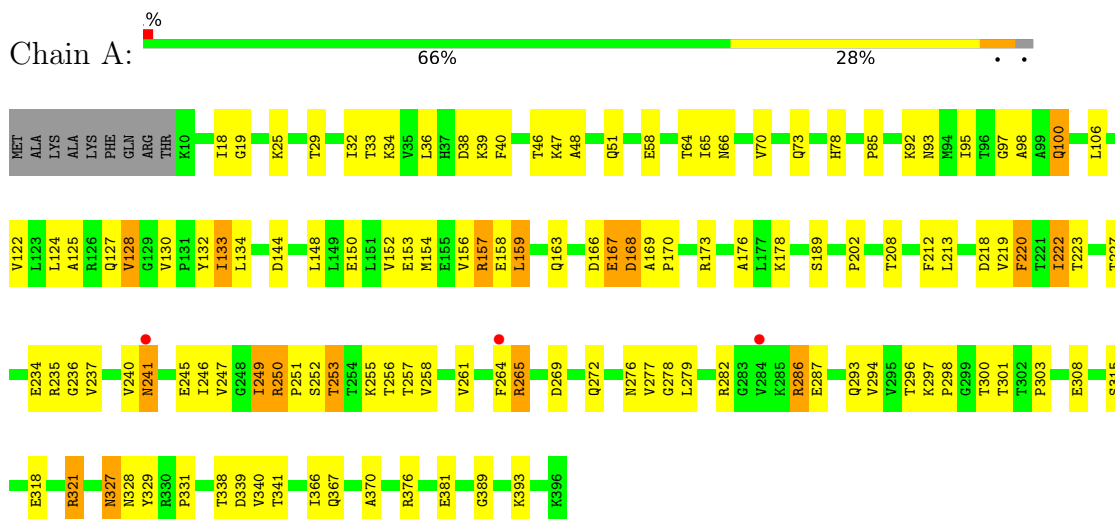 %
Chain A:
66% 28% • •
MET ALA LYS ALA LYS PHE GLN ARG THR K10 I18 G19 K25 T29 I32 T33 K34 V35 L36 H37 D38 K39 F40 T46 K47 A48 Q51 E58 T64 I65 N66 V70 Q73 H78 P85 K92 N93 M94 I95 T96 G97 A98 A99 Q100 L106
V122 L123 L124 A125 R126 Q127 V128 G129 V130 P131 Y132 I133 L134 D144 L148 L149 E150 L151 V152 E153 M154 E155 V156 R157 E158 L159 Q163 D166 E167 D168 A169 P170 R173 A176 L177 K178 S189 P202 T208 F212 L213 D218 V219 F220 T221 I222 T223 T227
E234 R235 G236 V237 V240 N241 E245 I246 V247 G248 I249 R250 P251 S252 T253 T254 K255 T256 T257 V258 V261 F264 R265 D269 Q272 N276 V277 G278 L279 R282 G283 V284 K285 R286 E287 Q293 V294 V295 T296 K297 P298 G299 T300 T301 T302 P303 E308 S315
E318 R321 N327 N328 Y329 R330 P331 T338 D339 V340 T341 I366 Q367 A370 R376 E381 G389 K393 K396